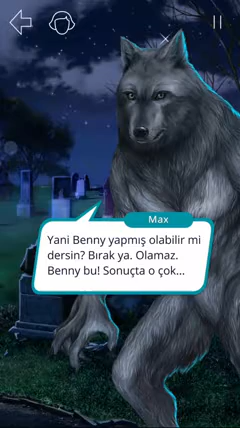 Max
Yani Benny yapmış olabilir mi
dersin? Bırak ya. Olamaz.
Benny bu! Sonuçta o çok...